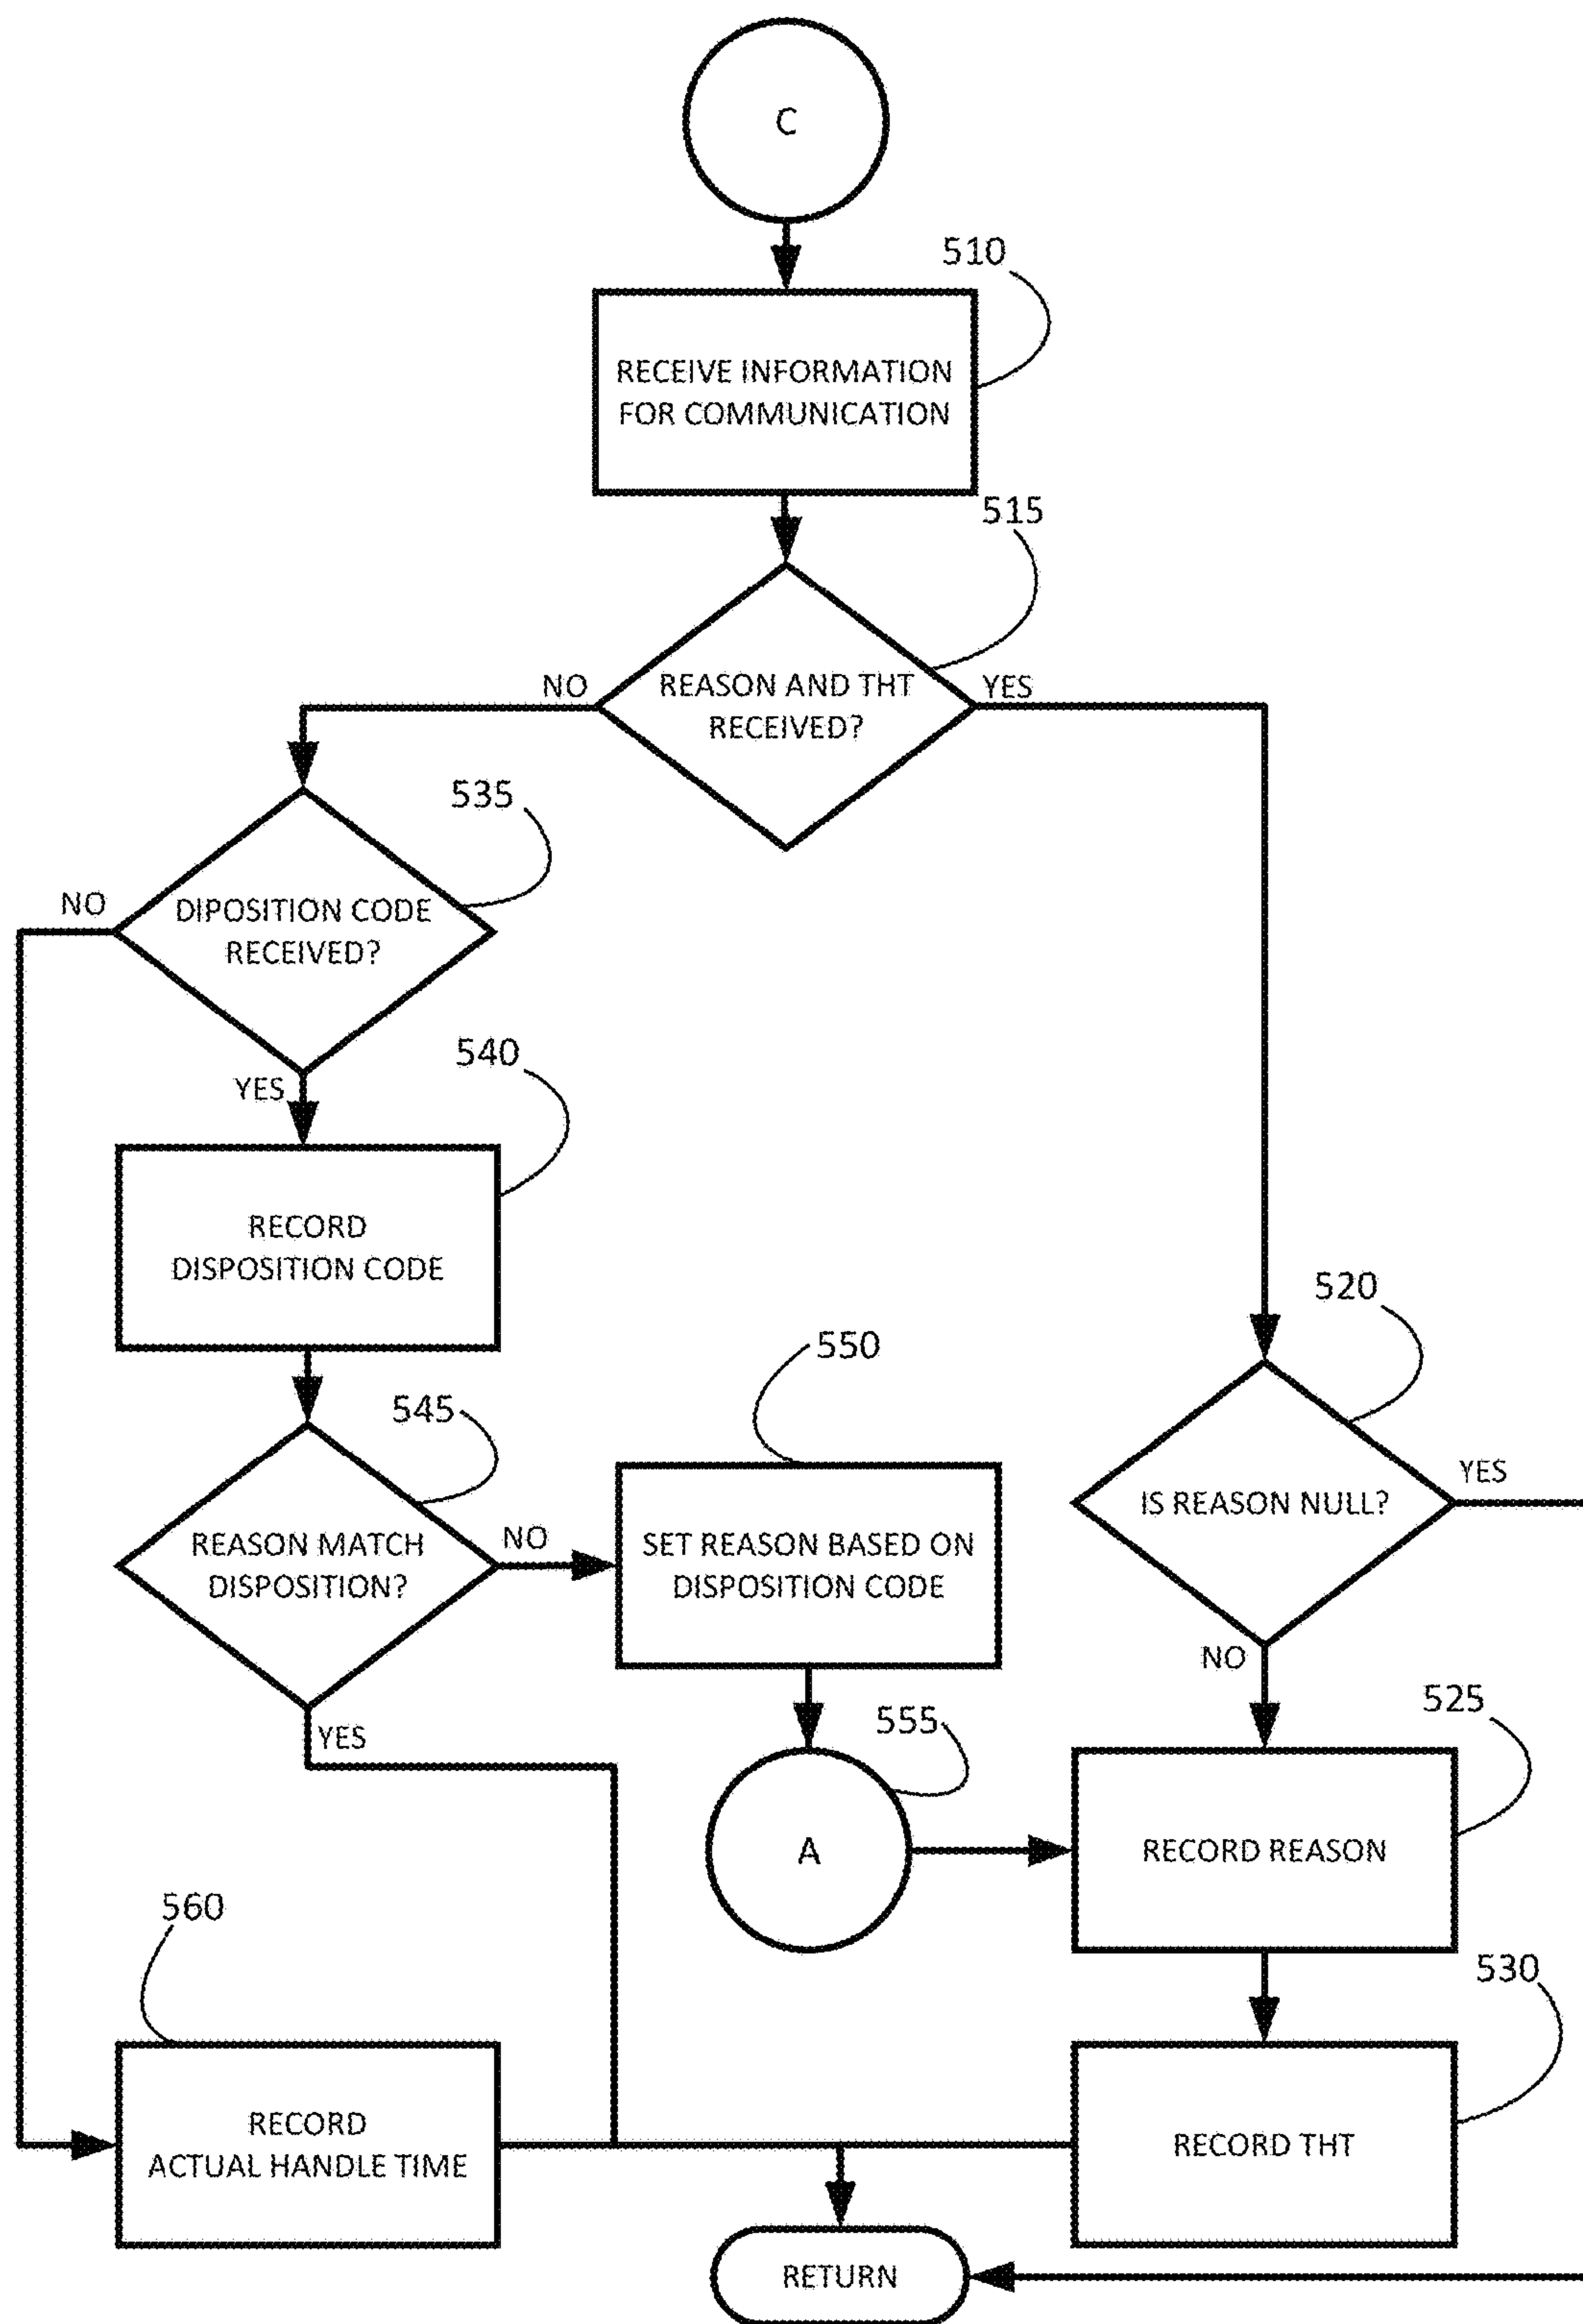 C
510
RECEIVE INFORMATION
FOR COMMUNICATION
515
NO
REASON AND THT
RECEIVED?
YES
535
NO
DIPOSITION CODE
RECEIVED?
YES
540
RECORD
DISPOSITION CODE
520
550
545
YES
IS REASON NULL?
REASON MATCH
DISPOSITION?
NO
SET REASON BASED ON
DISPOSITION CODE
NO
YES
555
525
A
RECORD REASON
560
530
RECORD
ACTUAL HANDLE TIME
RECORD THT
RETURN